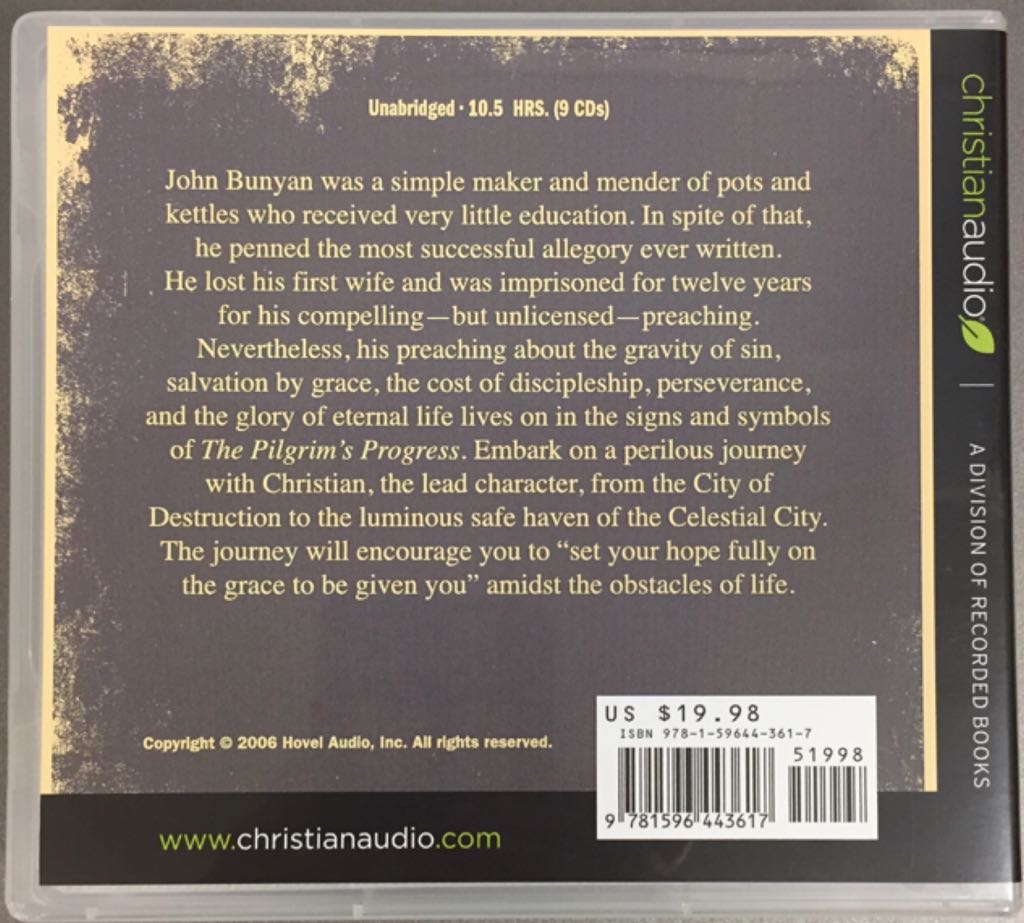 Unabridged · 10.5 HRS. (9 CDs)
John Bunyan was a simple maker and mender of pots and
kettles who received very little education. In spite of that,
he penned the most successful allegory ever written.
He lost his first wife and was imprisoned for twelve years
for his compelling—but unlicensed—preaching.
Nevertheless, his preaching about the gravity of sin,
salvation by grace, the cost of discipleship, perseverance,
and the glory of eternal life lives on in the signs and symbols
of The Pilgrim's Progress. Embark on a perilous journey
with Christian, the lead character, from the City of
Destruction to the luminous safe haven of the Celestial City.
The journey will encourage you to “set your hope fully on
the grace to be given you” amidst the obstacles of life.
Copyright © 2006 Hovel Audio, Inc. All rights reserved.
US $19.98
ISBN 978-1-59644-361-7
51998
9 781596 443617
www.christianaudio.com
christianaudio
A DIVISION OF RECORDED BOOKS